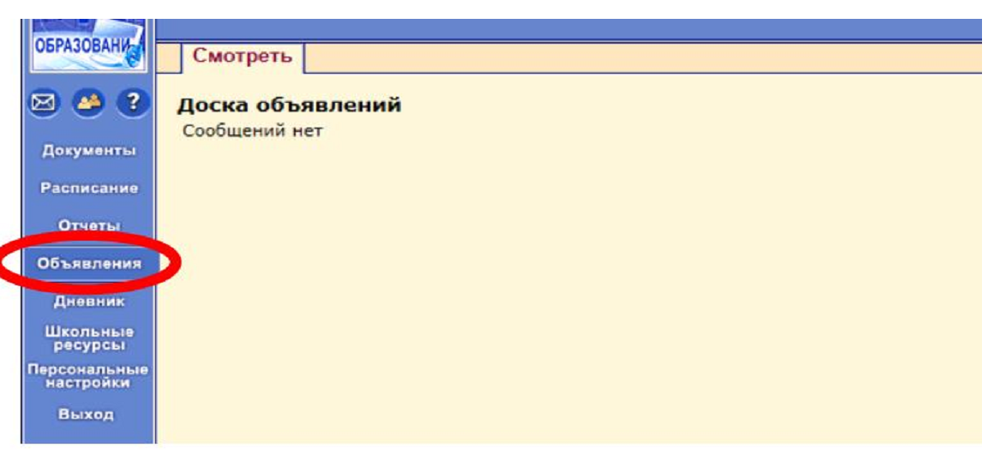 ОБРАЗОВАНИ
Смотреть
?
Доска объявлений
Сообщений нет
Документы
Расписание
Отчеты
Объявления
Дневник
Школьные
ресурсы
Персональные
настройки
Выход